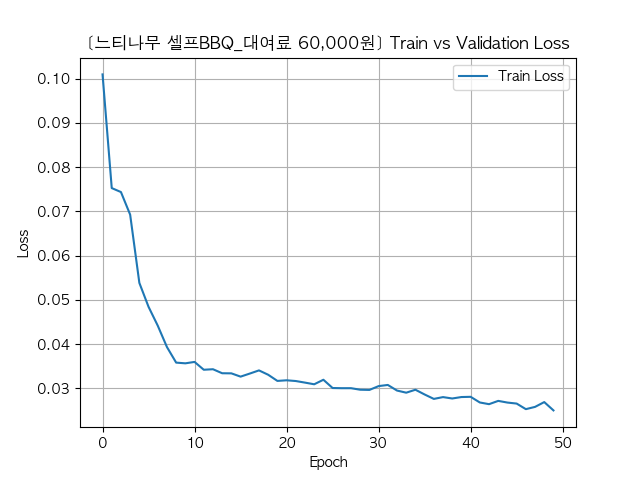 [느티나무 셀프BBQ_대여료 60,000원] Train vs Validation Loss
Train Loss
0.10
0.09
0.08
0.07
0.06
0.05
0.04
0.03
Loss
0 10 20 30 40 50
Epoch